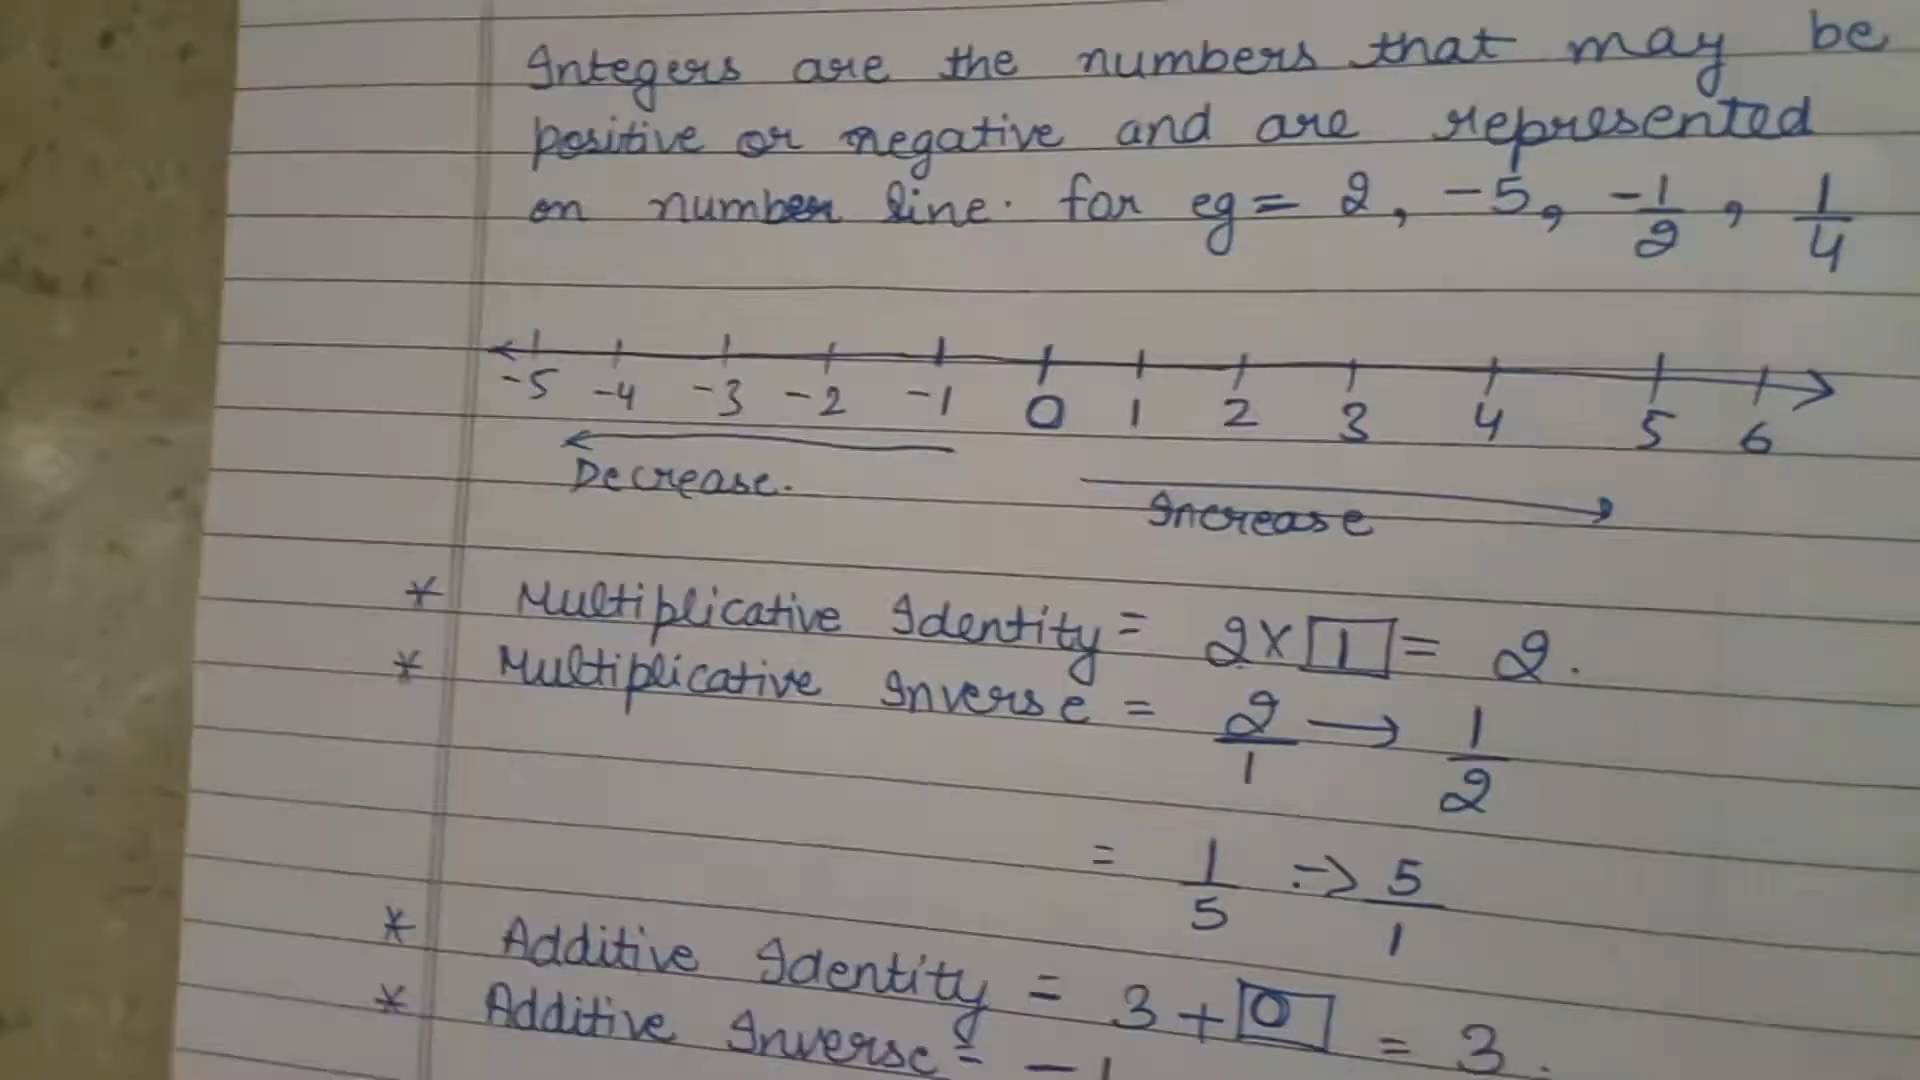 Integers are the numbers that may be
positive or negative and are represented
on number line. for eg = 2, -5, -1/2, 1/4
-5 -4 -3 -2 -1 0 1 2 3 4 5 6
Decrease.
Increase
* Multiplicative Identity = 2 x 1 = 2.
* Multiplicative Inverse = 2/1 → 1/2
= 1/5 → 5/1
* Additive Identity = 3 + 0 = 3.
* Additive Inverse =